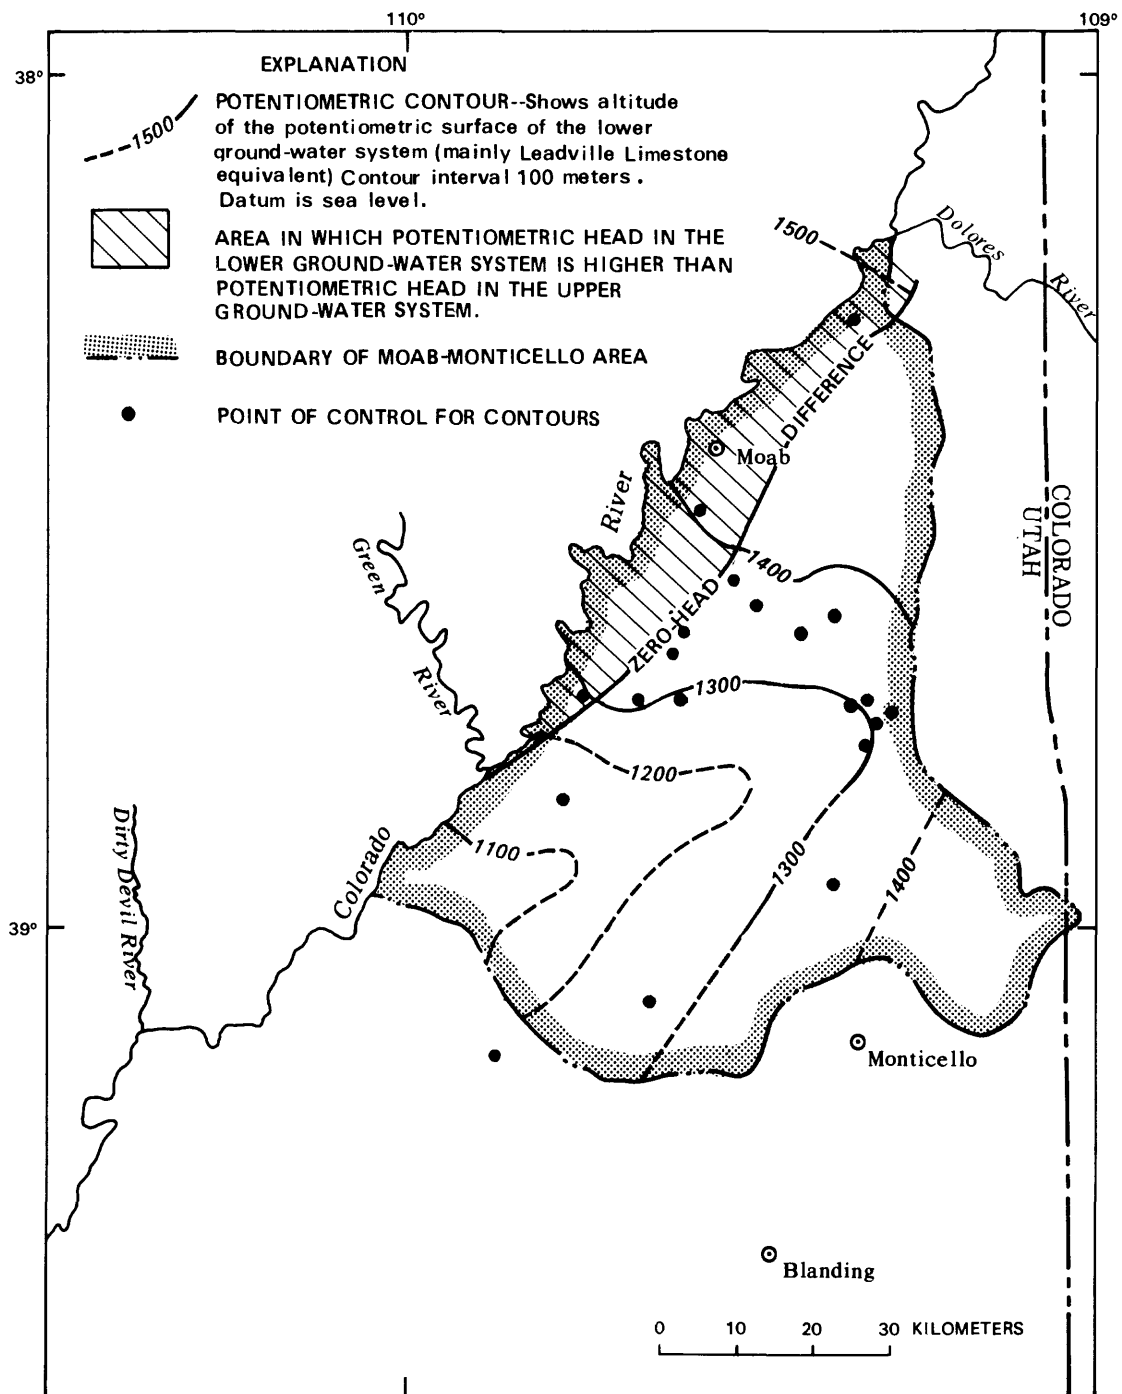 110°
109°
38°
EXPLANATION
1500
POTENTIOMETRIC CONTOUR--Shows altitude
of the potentiometric surface of the lower
ground-water system (mainly Leadville Limestone
equivalent) Contour interval 100 meters.
Datum is sea level.
AREA IN WHICH POTENTIOMETRIC HEAD IN THE
LOWER GROUND-WATER SYSTEM IS HIGHER THAN
POTENTIOMETRIC HEAD IN THE UPPER
GROUND-WATER SYSTEM.
BOUNDARY OF MOAB-MONTICELLO AREA
POINT OF CONTROL FOR CONTOURS
1500
Dolores
River
DIFFERENCE
Moab
River
COLORADO
UTAH
Green
River
1400
ZERO-HEAD
1300
1200
Dirty Devil River
Colorado
1100
1300
1400
39°
Monticello
Blanding
0 10 20 30 KILOMETERS